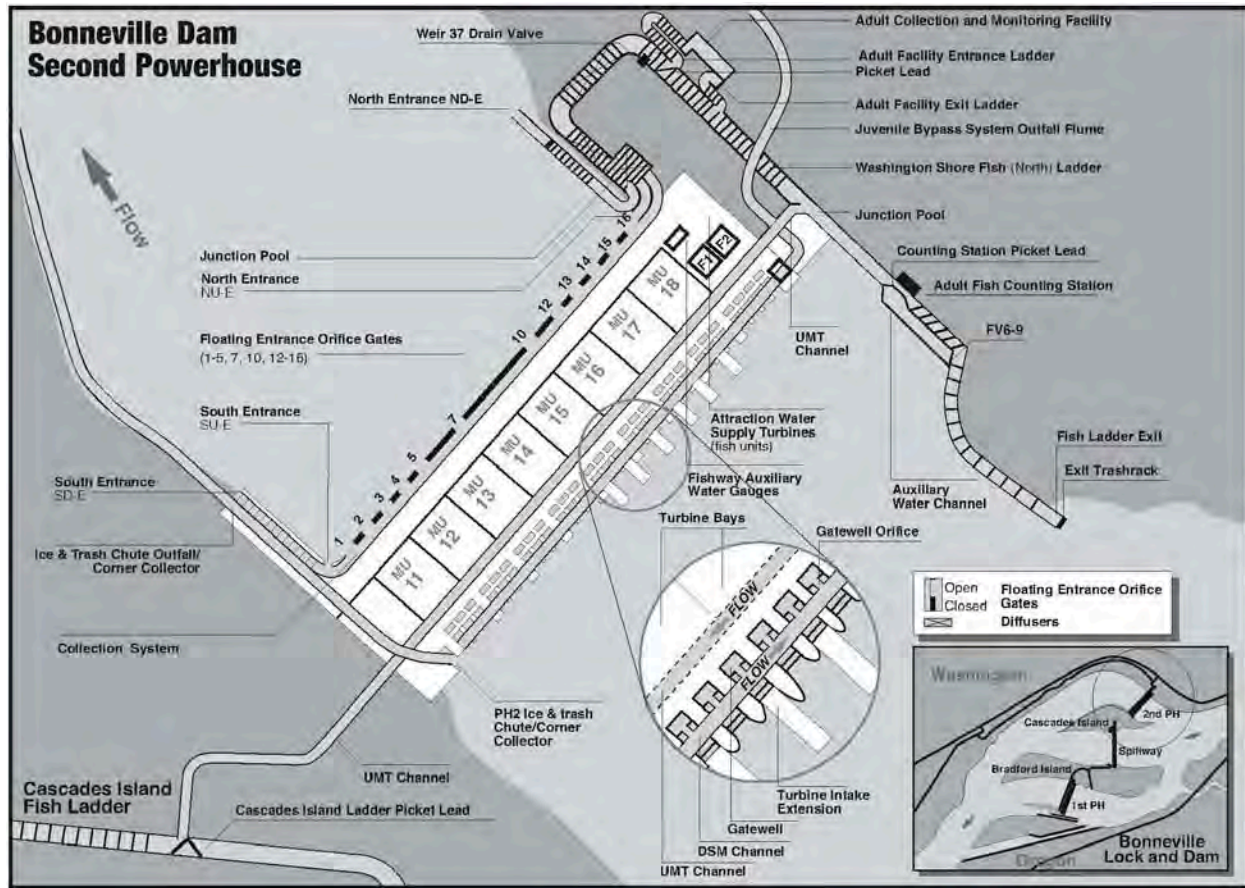 Bonneville Dam
Second Powerhouse
Weir 37 Drain Valve
North Entrance ND-E
Adult Collection and Monitoring Facility
Adult Facility Entrance Ladder
Picket Lead
Adult Facility Exit Ladder
Juvenile Bypass System Outfall Flume
Washington Shore Fish (North) Ladder
Junction Pool
Counting Station Picket Lead
Adult Fish Counting Station
FV6-9
Flow
Junction Pool
North Entrance
NU-E
Floating Entrance Orifice Gates
(1-5, 7, 10, 12-16)
South Entrance
SU-E
South Entrance
SD-E
Ice & Trash Chute Outfall/
Corner Collector
Collection System
1
2
3
4
5
7
10
12
13
14
15
16
MU
11
MU
12
MU
13
MU
14
MU
15
MU
16
MU
17
MU
18
F1
F2
UMT
Channel
Attraction Water
Supply Turbines
(fish units)
Fishway Auxiliary
Water Gauges
Auxiliary
Water Channel
Fish Ladder Exit
Exit Trashrack
Turbine Bays
Gatewell Orifice
FLOW
FLOW
Turbine Intake
Extension
Gatewell
DSM Channel
UMT Channel
PH2 Ice & trash
Chute/Corner
Collector
UMT Channel
Cascades Island
Fish Ladder
Cascades Island Ladder Picket Lead
Open
Closed
Floating Entrance Orifice
Gates
Diffusers
Washington
Cascades Island
2nd PH
Spillway
Bradford Island
1st PH
Oregon
Bonneville
Lock and Dam